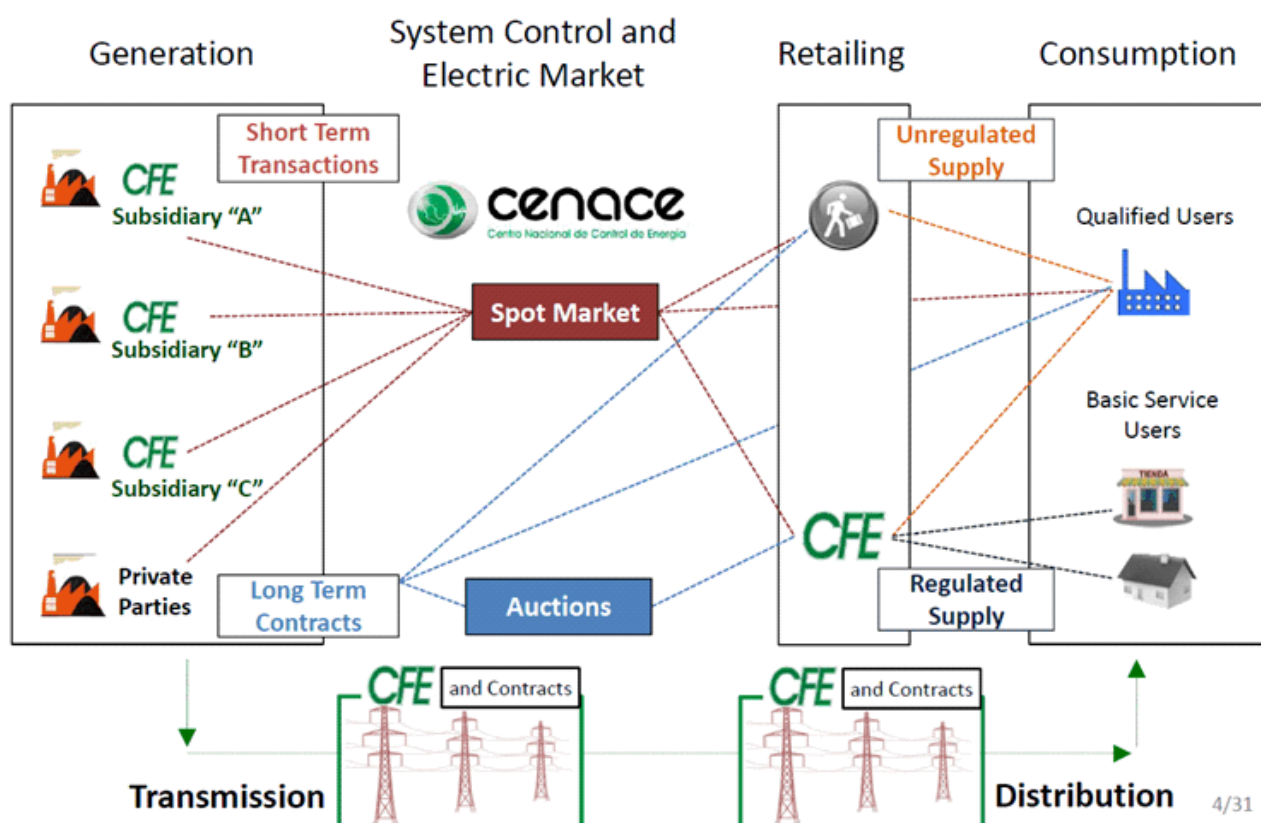 Generation
System Control and
Electric Market
Retailing
Consumption
Short Term
Transactions
Unregulated
Supply
CFE
Subsidiary “A”
cenace
Centro Nacional de Control de Energía
Qualified Users
CFE
Subsidiary “B”
Spot Market
CFE
Subsidiary “C”
Basic Service
Users
TIENDA
CFE
Private
Parties
Long Term
Contracts
Auctions
Regulated
Supply
CFE
and Contracts
CFE
and Contracts
Transmission
Distribution
4/31